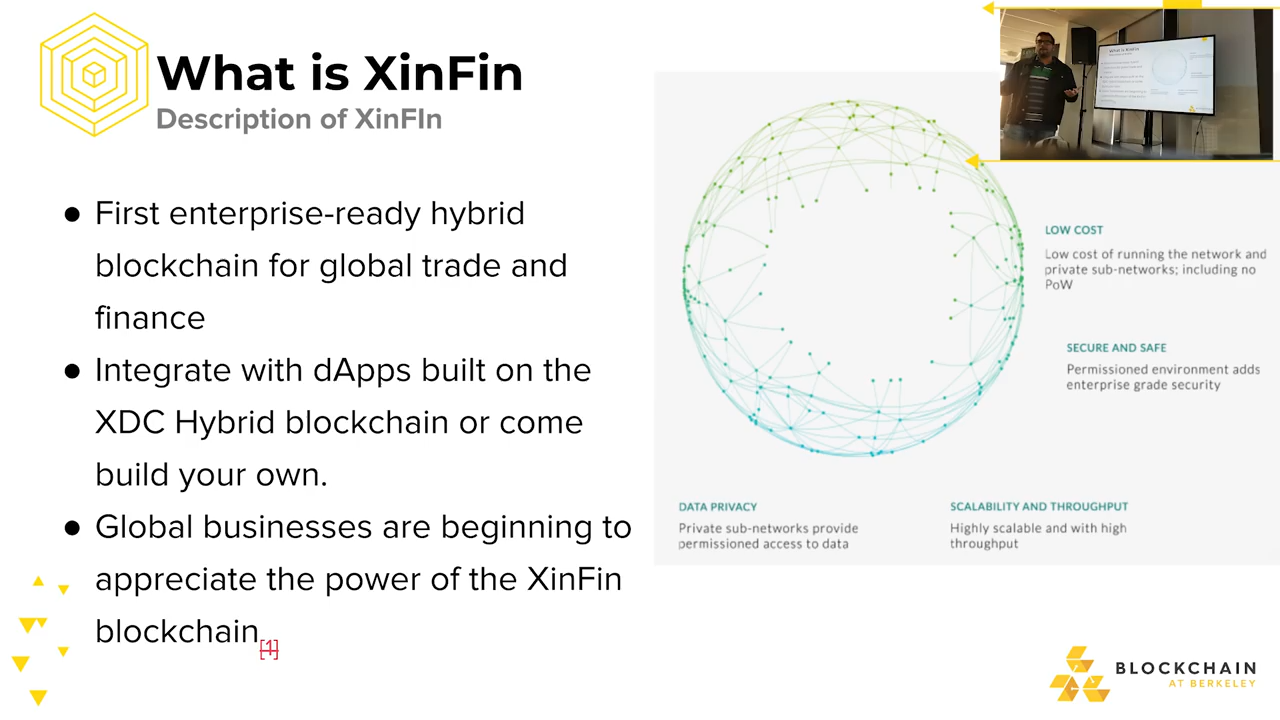 What is XinFin
Description of XinFIn
● First enterprise-ready hybrid
blockchain for global trade and
finance
● Integrate with dApps built on the
XDC Hybrid blockchain or come
build your own.
● Global businesses are beginning to
appreciate the power of the XinFin
blockchain[1]
LOW COST
Low cost of running the network and
private sub-networks; including no
PoW
SECURE AND SAFE
Permissioned environment adds
enterprise grade security
DATA PRIVACY
Private sub-networks provide
permissioned access to data
SCALABILITY AND THROUGHPUT
Highly scalable and with high
throughput
BLOCKCHAIN
AT BERKELEY